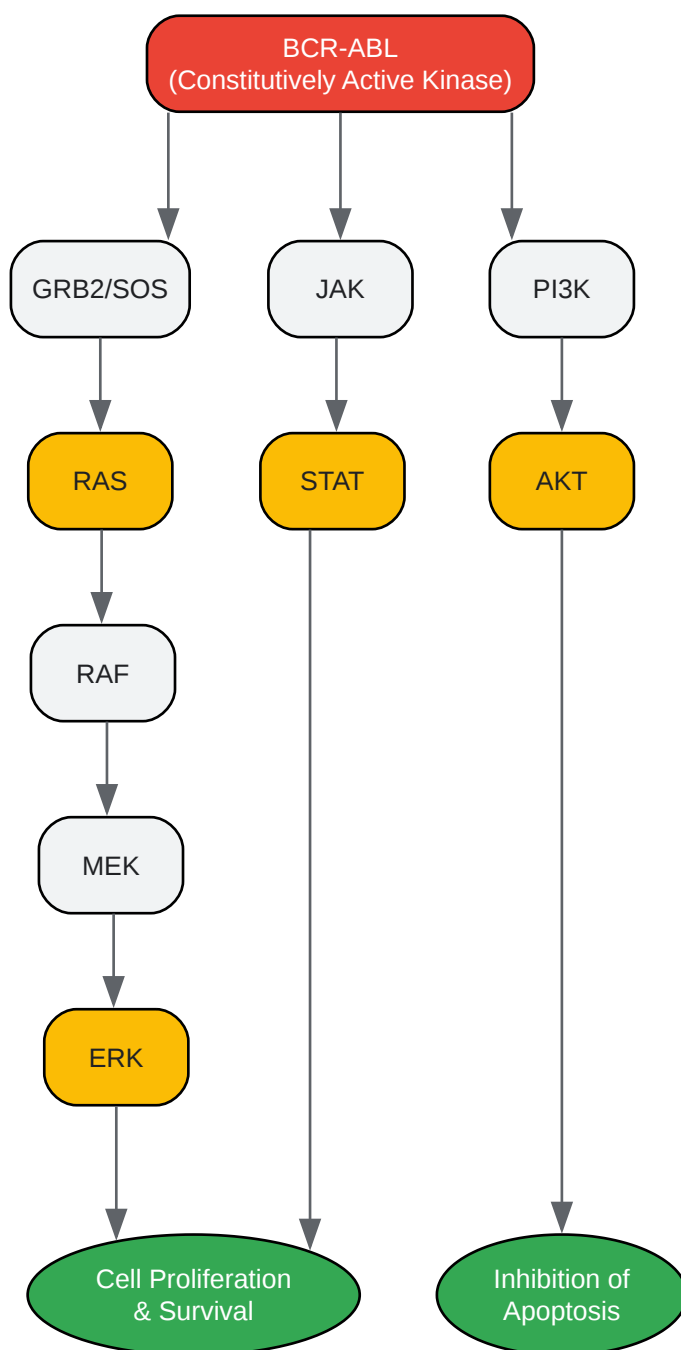 BCR-ABL
(Constitutively Active Kinase)
GRB2/SOS
JAK
PI3K
RAS
STAT
AKT
RAF
MEK
ERK
Cell Proliferation
& Survival
Inhibition of
Apoptosis